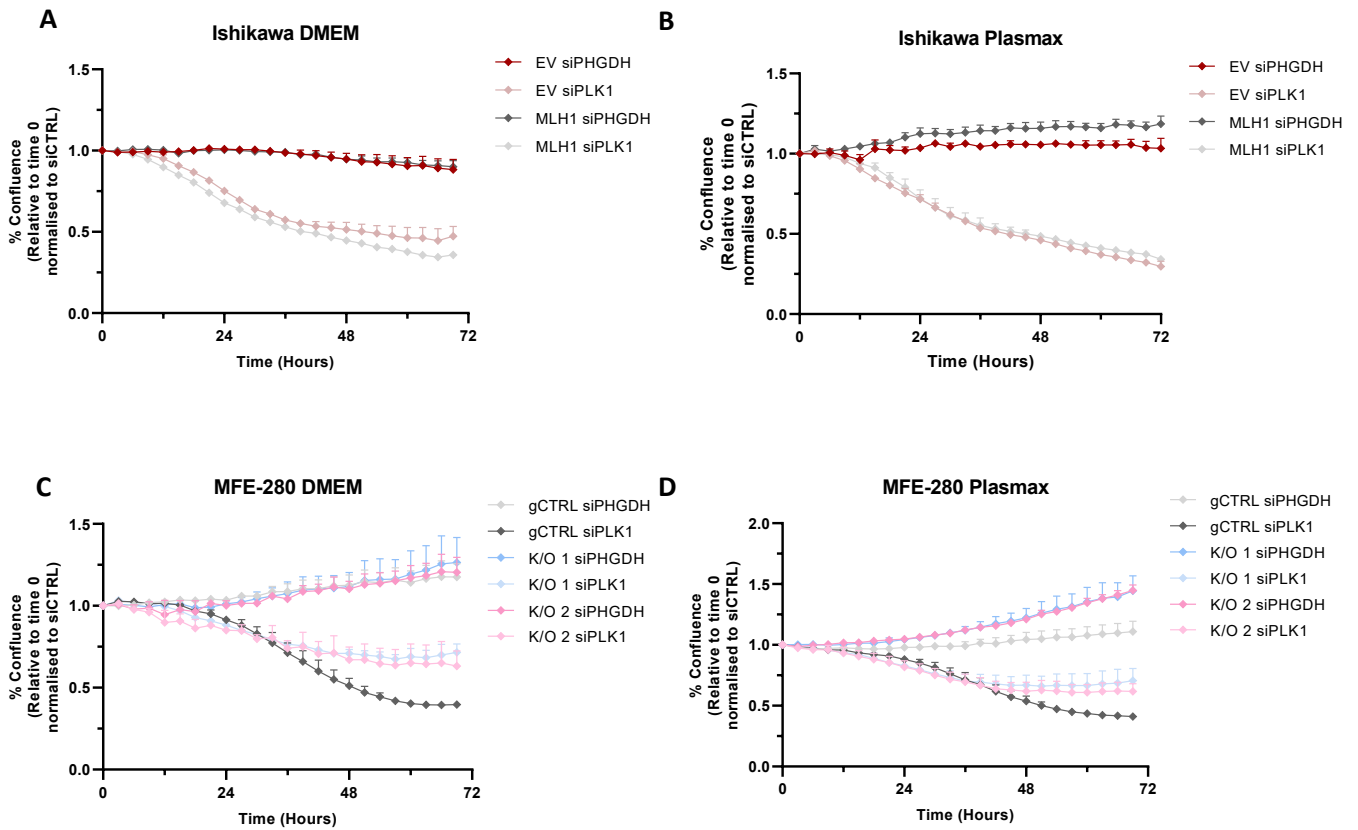 A
Ishikawa DMEM
% Confluence
(Relative to time 0
normalised to siCTRL)
1.5
1.0
0.5
0.0
0
24
48
72
Time (Hours)
EV siPHGDH
EV siPLK1
MLH1 siPHGDH
MLH1 siPLK1
B
Ishikawa Plasmax
% Confluence
(Relative to time 0
normalised to siCTRL)
1.5
1.0
0.5
0.0
0
24
48
72
Time (Hours)
EV siPHGDH
EV siPLK1
MLH1 siPHGDH
MLH1 siPLK1
C
MFE-280 DMEM
% Confluence
(Relative to time 0
normalised to siCTRL)
1.5
1.0
0.5
0.0
0
24
48
72
Time (Hours)
gCTRL siPHGDH
gCTRL siPLK1
K/O 1 siPHGDH
K/O 1 siPLK1
K/O 2 siPHGDH
K/O 2 siPLK1
D
MFE-280 Plasmax
% Confluence
(Relative to time 0
normalised to siCTRL)
2.0
1.5
1.0
0.5
0.0
0
24
48
72
Time (Hours)
gCTRL siPHGDH
gCTRL siPLK1
K/O 1 siPHGDH
K/O 1 siPLK1
K/O 2 siPHGDH
K/O 2 siPLK1